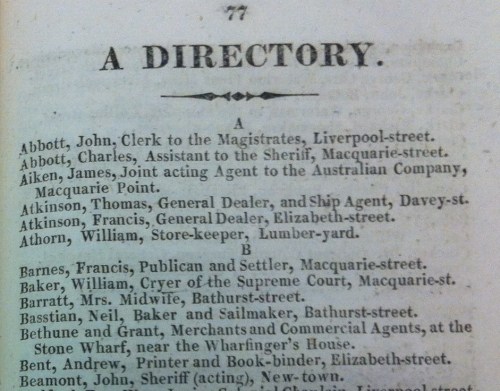 77
A DIRECTORY.
A
Abbott, John, Clerk to the Magistrates, Liverpool-street.
Abbott, Charles, Assistant to the Sheriff, Macquarie-street.
Aiken, James, Joint acting Agent to the Australian Company,
Macquarie Point.
Atkinson, Thomas, General Dealer, and Ship Agent, Davey-st.
Atkinson, Francis, General Dealer, Elizabeth-street.
Athorn, William, Store-keeper, Lumber-yard.
B
Barnes, Francis, Publican and Settler, Macquarie-street.
Baker, William, Cryer of the Supreme Court, Macquarie-st.
Barratt, Mrs. Midwife, Bathurst-street.
Basstian, Neil, Baker and Sailmaker, Bathurst-street.
Bethune and Grant, Merchants and Commercial Agents, at the
Stone Wharf, near the Wharfinger's House.
Bent, Andrew, Printer and Book-binder, Elizabeth-street.
Beamont, John, Sheriff (acting), New-town.